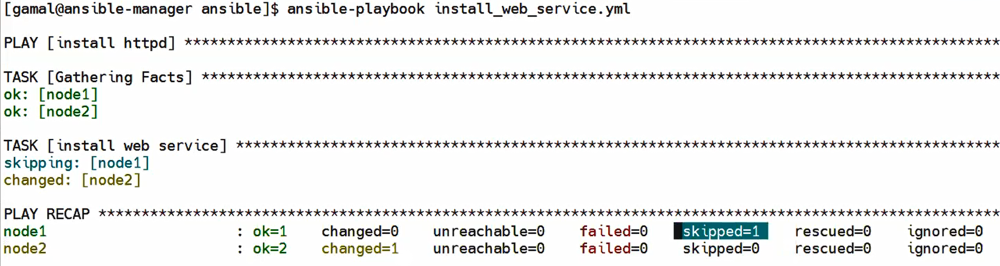 [gamal@ansible-manager ansible]$ ansible-playbook install_web_service.yml
PLAY [install httpd] ***********************************************************************************************
TASK [Gathering Facts] *********************************************************************************************
ok: [node1]
ok: [node2]
TASK [install web service] *****************************************************************************************
skipping: [node1]
changed: [node2]
PLAY RECAP *********************************************************************************************************
node1 : ok=1 changed=0 unreachable=0 failed=0 skipped=1 rescued=0 ignored=0
node2 : ok=2 changed=1 unreachable=0 failed=0 skipped=0 rescued=0 ignored=0